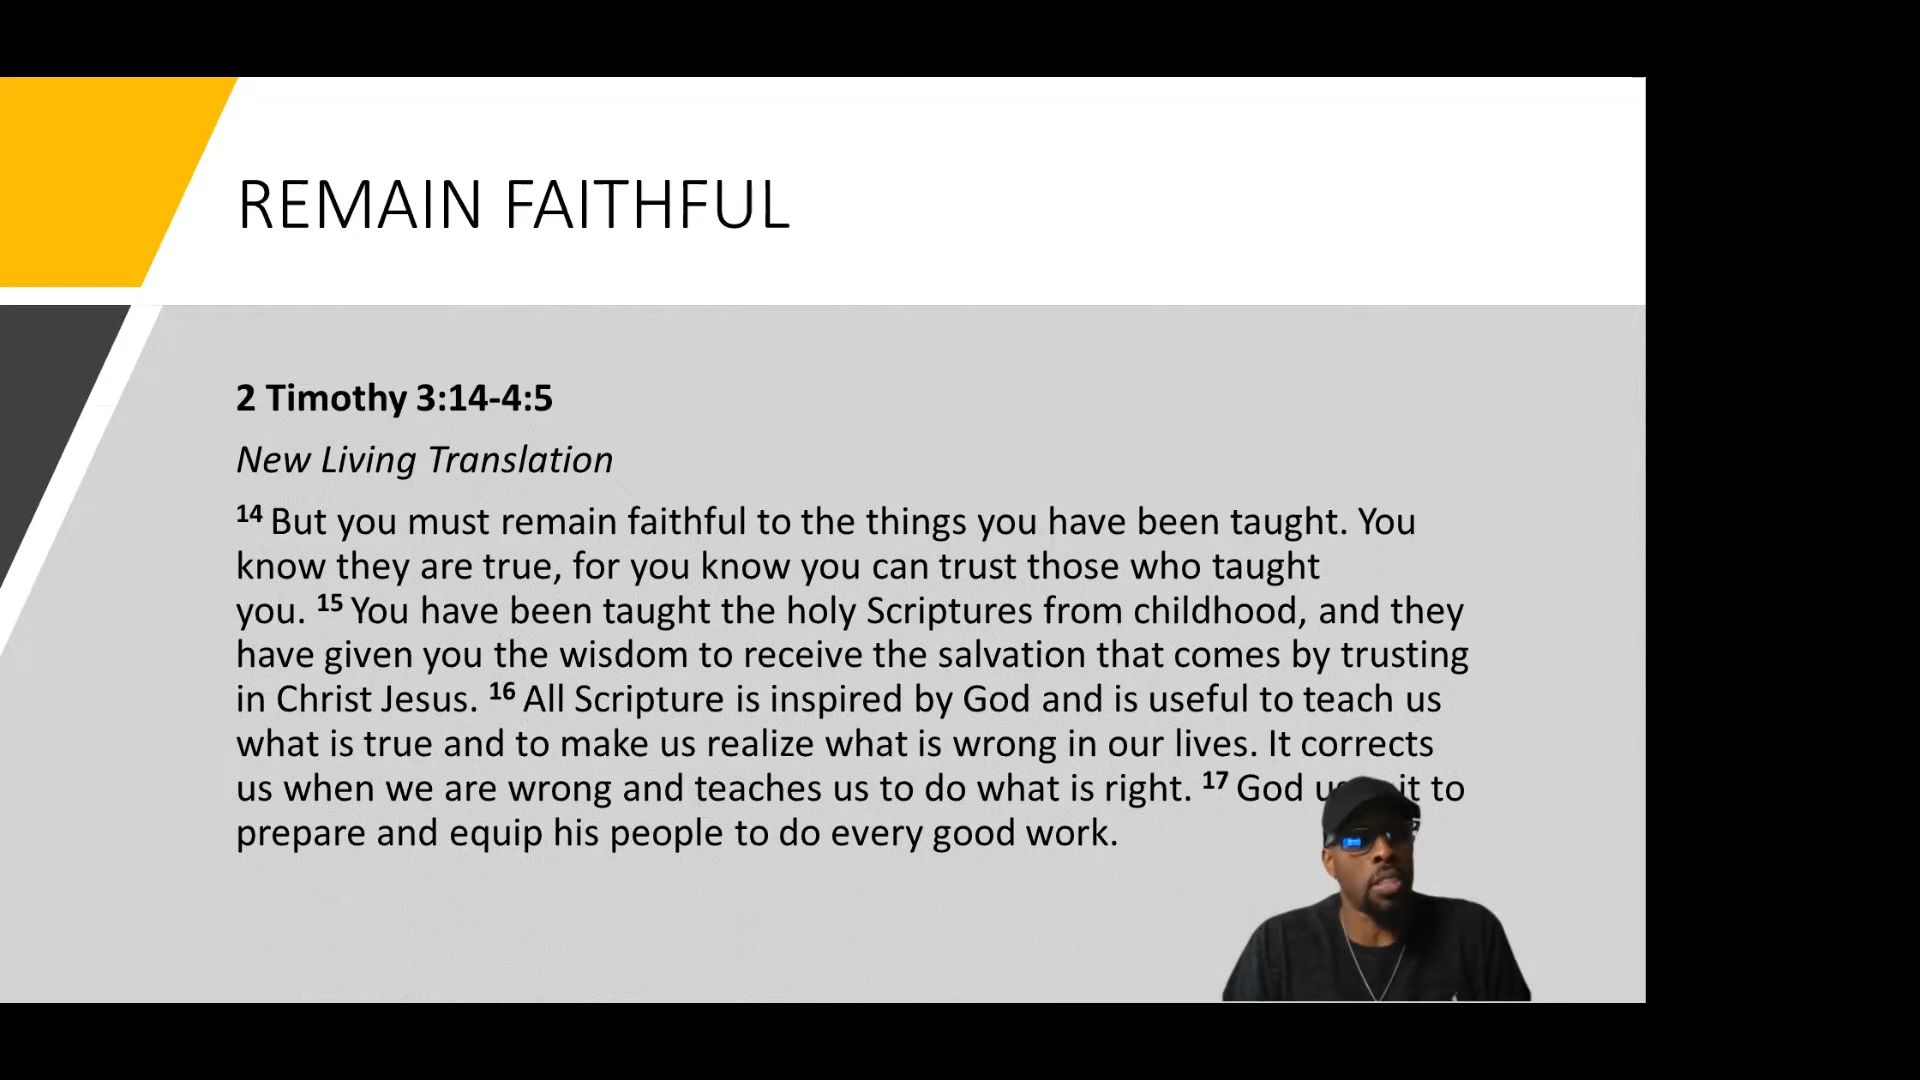 REMAIN FAITHFUL
2 Timothy 3:14-4:5
New Living Translation
14 But you must remain faithful to the things you have been taught. You
know they are true, for you know you can trust those who taught
you. 15 You have been taught the holy Scriptures from childhood, and they
have given you the wisdom to receive the salvation that comes by trusting
in Christ Jesus. 16 All Scripture is inspired by God and is useful to teach us
what is true and to make us realize what is wrong in our lives. It corrects
us when we are wrong and teaches us to do what is right. 17 God it to
prepare and equip his people to do every good work.